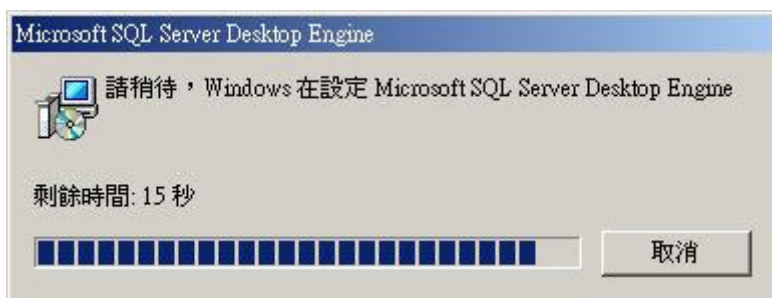 Microsoft SQL Server Desktop Engine
請稍待，Windows 在設定 Microsoft SQL Server Desktop Engine
剩餘時間: 15 秒
取消